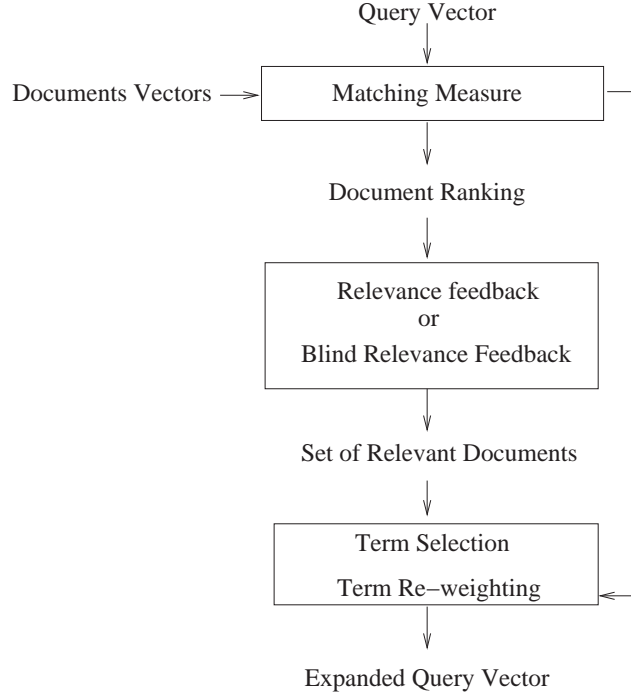 Query Vector
Documents Vectors
Matching Measure
Document Ranking
Relevance feedback
or
Blind Relevance Feedback
Set of Relevant Documents
Term Selection
Term Re−weighting
Expanded Query Vector